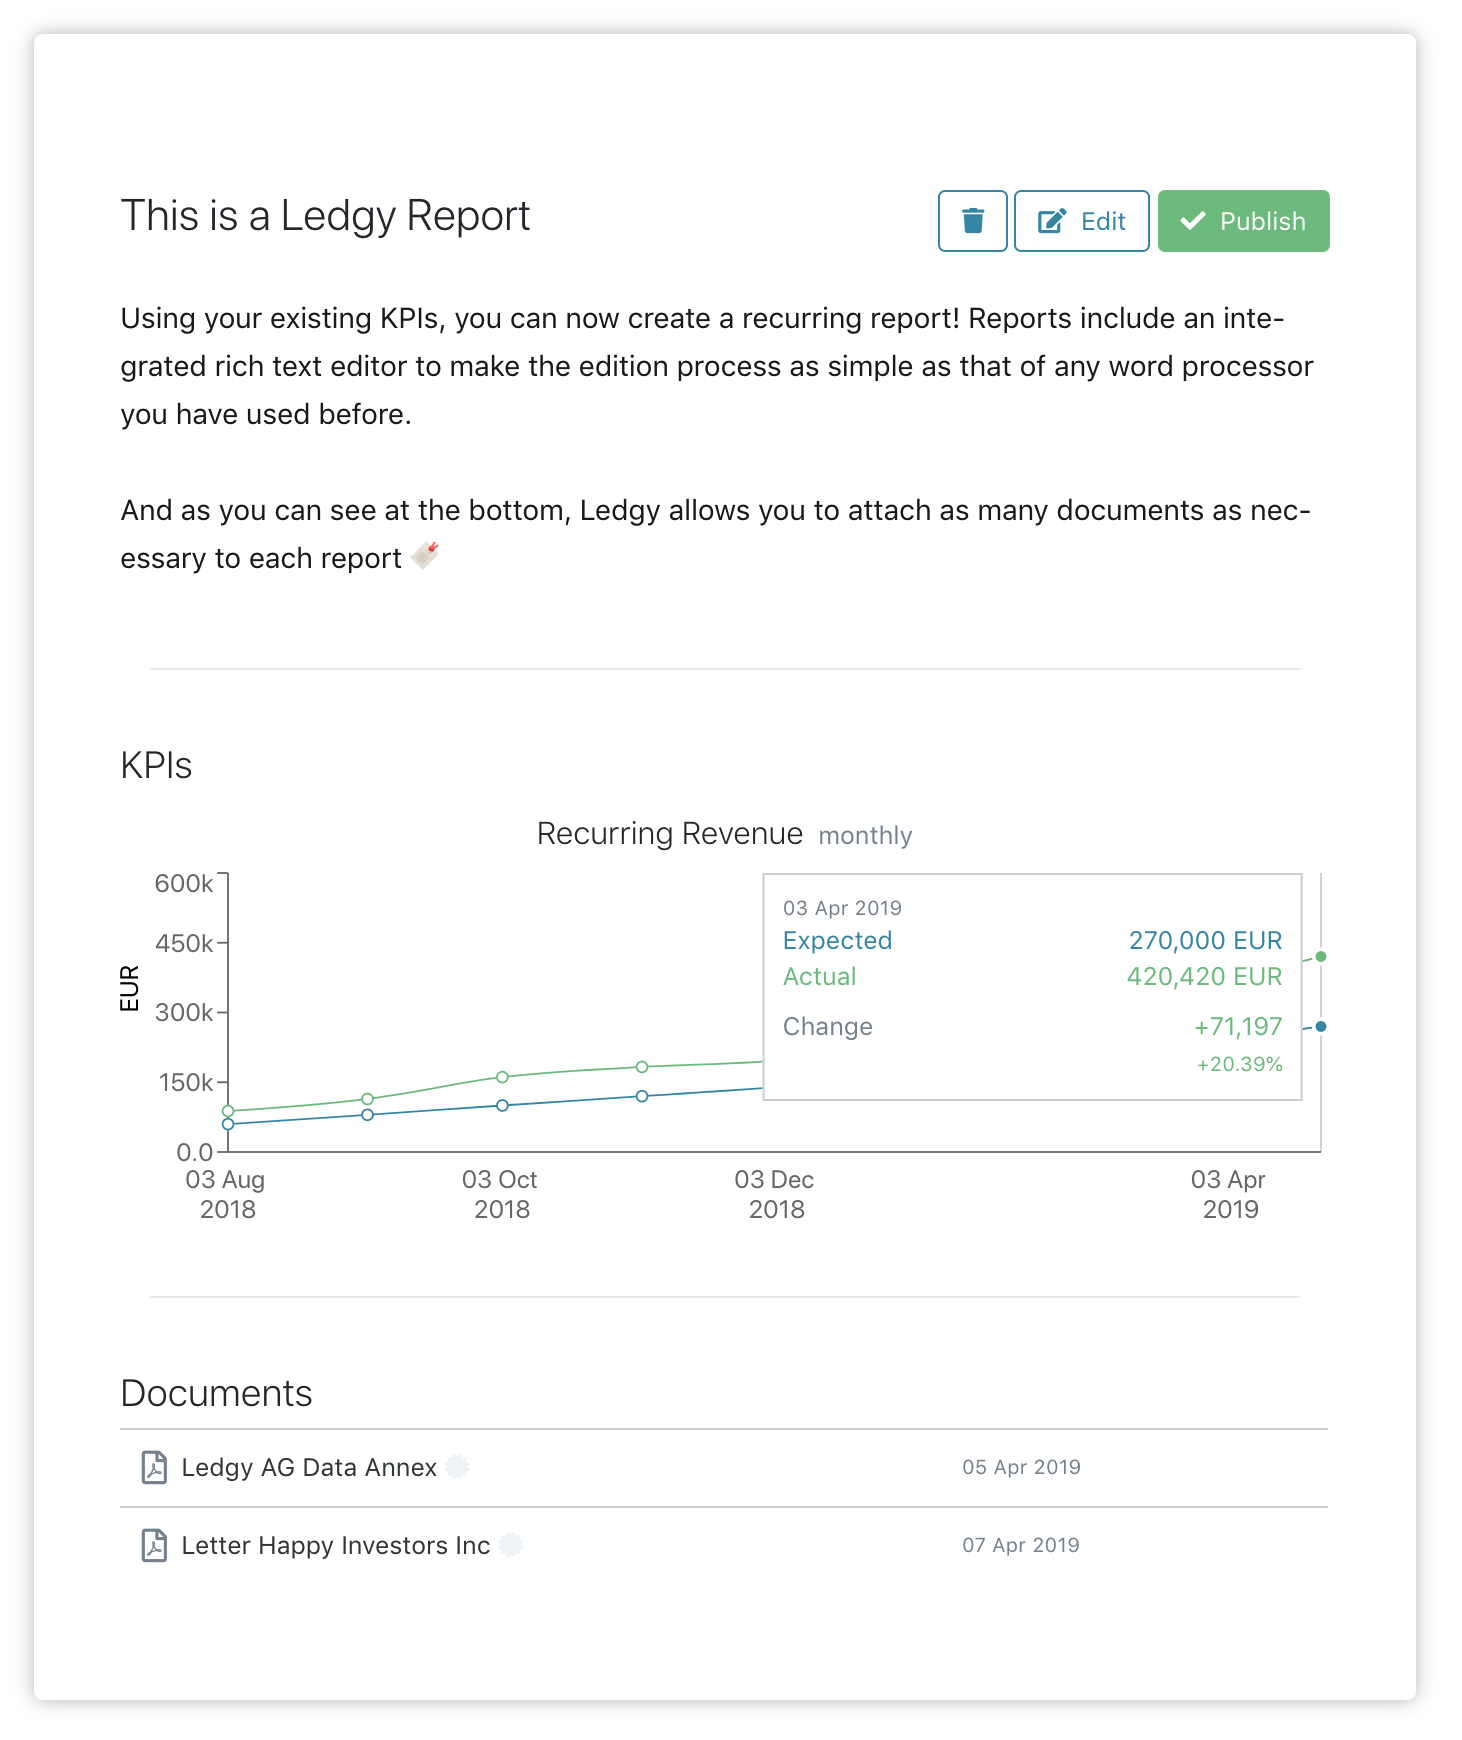 This is a Ledgy Report
Edit
Publish
Using your existing KPIs, you can now create a recurring report! Reports include an inte-
grated rich text editor to make the edition process as simple as that of any word processor
you have used before.
And as you can see at the bottom, Ledgy allows you to attach as many documents as nec-
essary to each report
KPIs
Recurring Revenue monthly
600k
450k
300k
150k
0.0
EUR
03 Apr 2019
Expected 270,000 EUR
Actual 420,420 EUR
Change +71,197
+20.39%
03 Aug 03 Oct 03 Dec 03 Apr
2018 2018 2018 2019
Documents
Ledgy AG Data Annex 05 Apr 2019
Letter Happy Investors Inc 07 Apr 2019